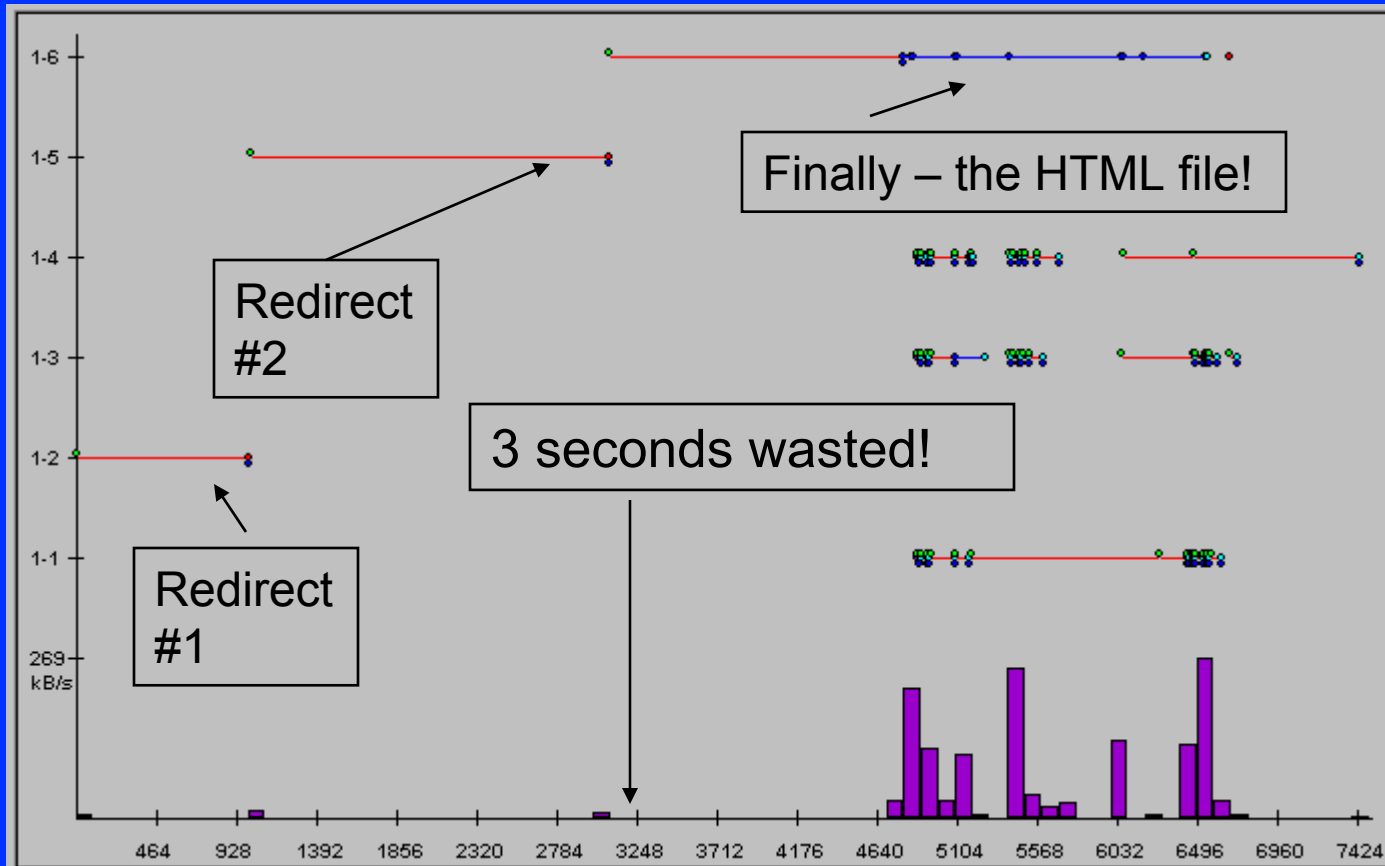 1-6
Finally – the HTML file!
1-5
1-4
Redirect
#2
1-3
3 seconds wasted!
1-2
1-1
Redirect
#1
269
kB/s
464 928 1392 1856 2320 2784 3248 3712 4176 4640 5104 5568 6032 6496 6960 7424